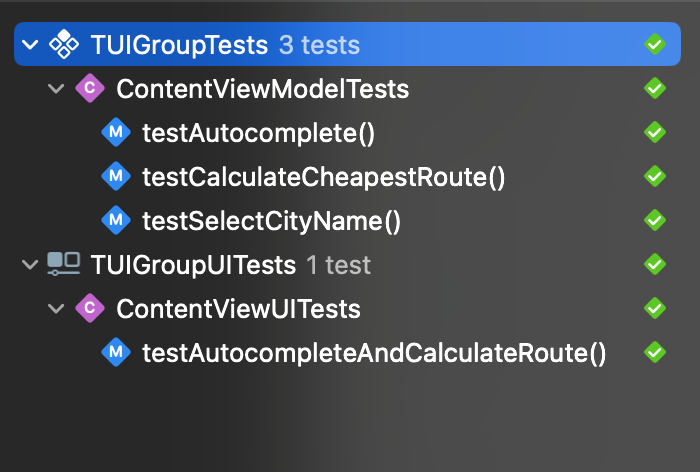 TUIGroupTests 3 tests
C ContentViewModelTests
M testAutocomplete()
M testCalculateCheapestRoute()
M testSelectCityName()
TUIGroupUITests 1 test
C ContentViewUITests
M testAutocompleteAndCalculateRoute()